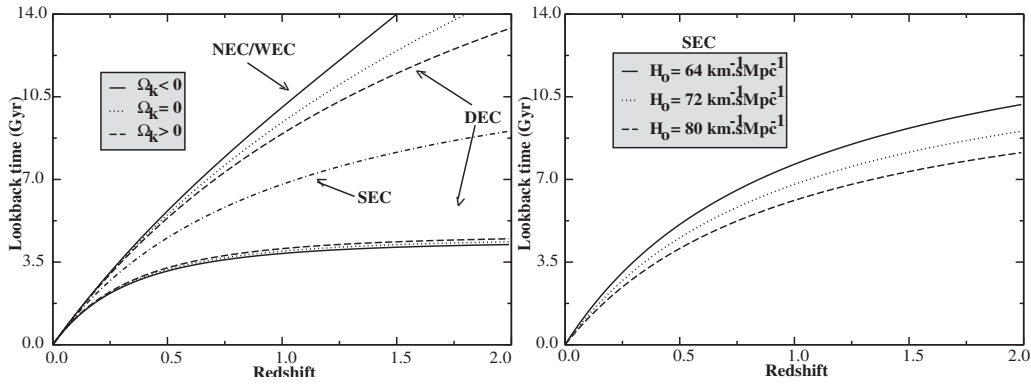 14.0
10.5
7.0
3.5
0.0
Lookback time (Gyr)
NEC/WEC
Ωk < 0
Ωk = 0
Ωk > 0
DEC
SEC
0.0 0.5 1.0 1.5 2.0
Redshift
14.0
10.5
7.0
3.5
0.0
Lookback time (Gyr)
SEC
Ho = 64 km.s-1Mpc-1
Ho = 72 km.s-1Mpc-1
Ho = 80 km.s-1Mpc-1
0.0 0.5 1.0 1.5 2.0
Redshift